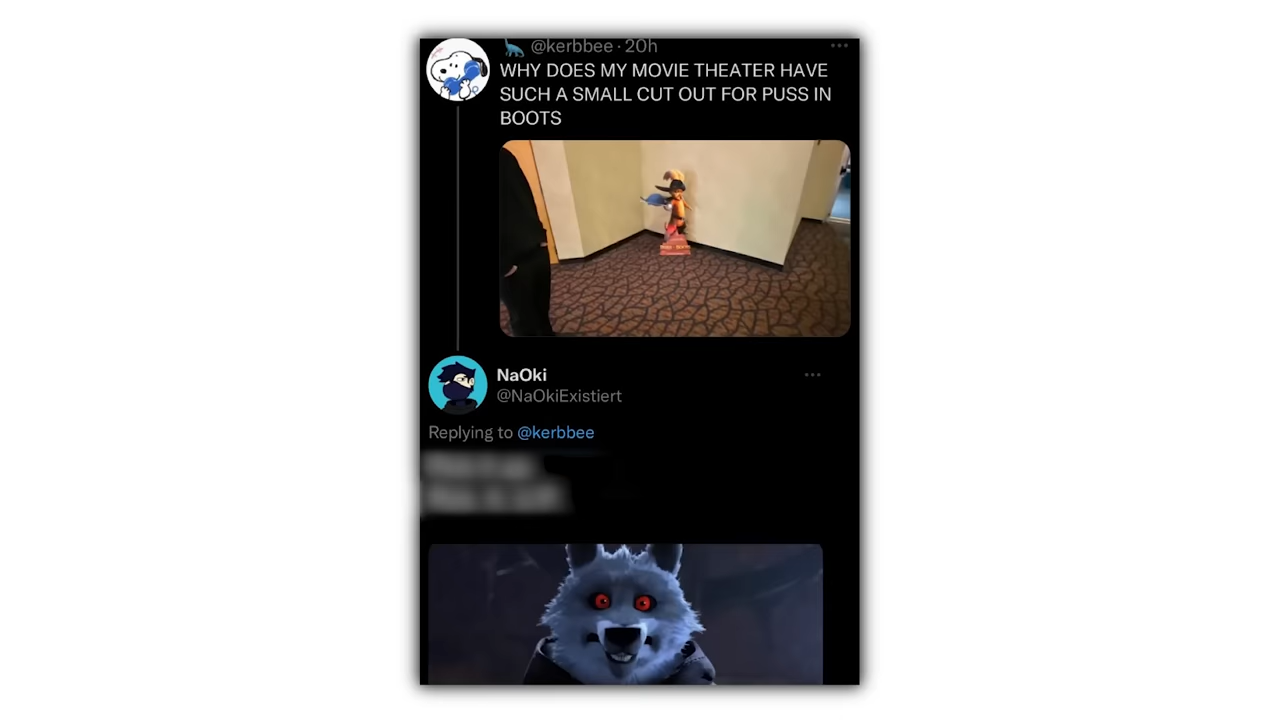 @kerbbee · 20h
WHY DOES MY MOVIE THEATER HAVE
SUCH A SMALL CUT OUT FOR PUSS IN
BOOTS
NaOki
@NaOkiExistiert
Replying to @kerbbee